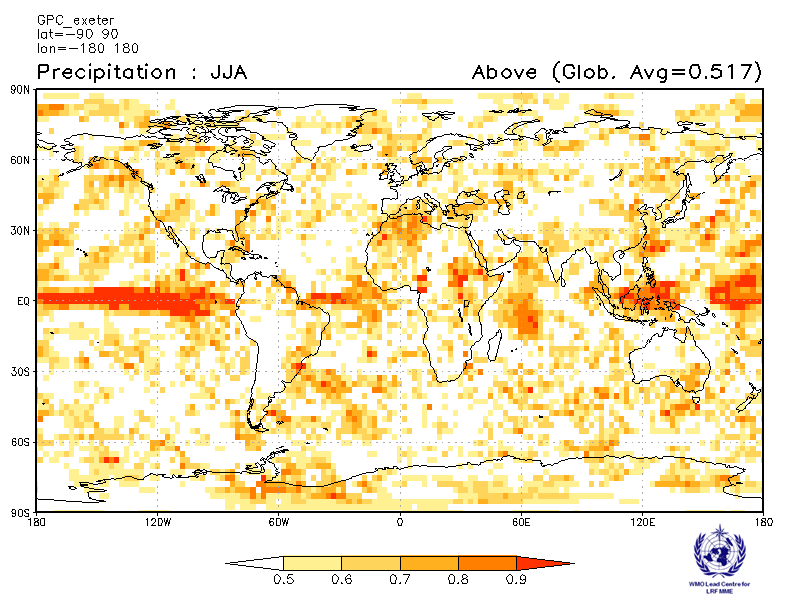 GPC_exeter
lat=-90 90
lon=-180 180
Precipitation : JJA Above (Glob. Avg=0.517)
90N
60N
30N
EQ
30S
60S
90S
180 120W 60W 0 60E 120E 180
0.5 0.6 0.7 0.8 0.9
WMO Lead Centre for
LRF MME